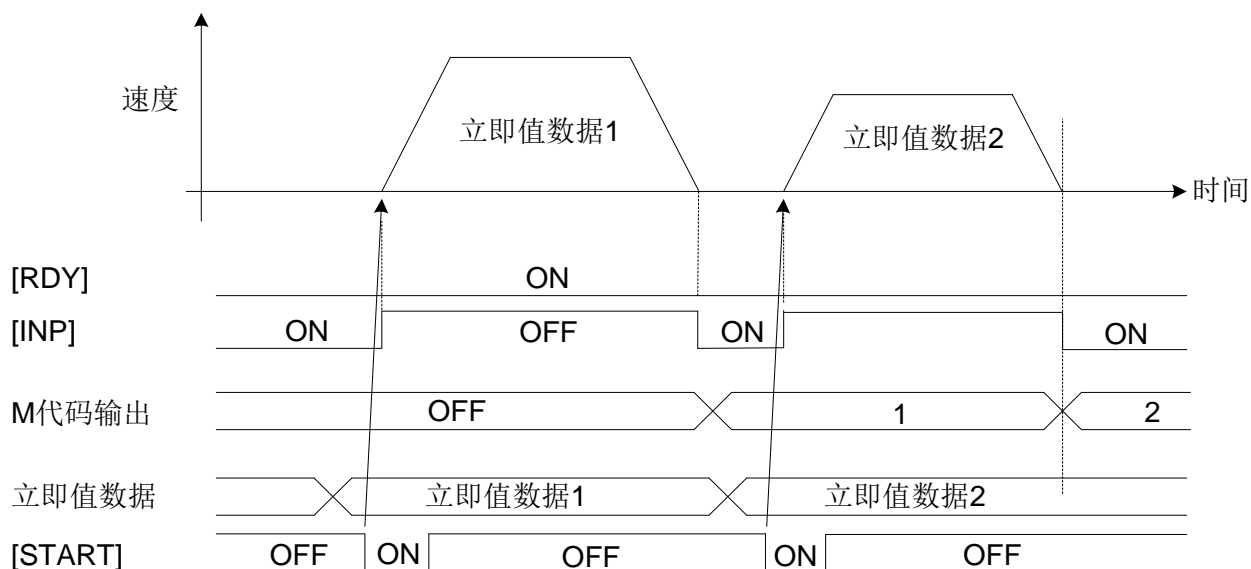 速度
立即值数据1
立即值数据2
时间
[RDY]
ON
[INP]
ON
OFF
ON
ON
M代码输出
OFF
1
2
立即值数据
立即值数据1
立即值数据2
[START]
OFF
ON
OFF
ON
OFF